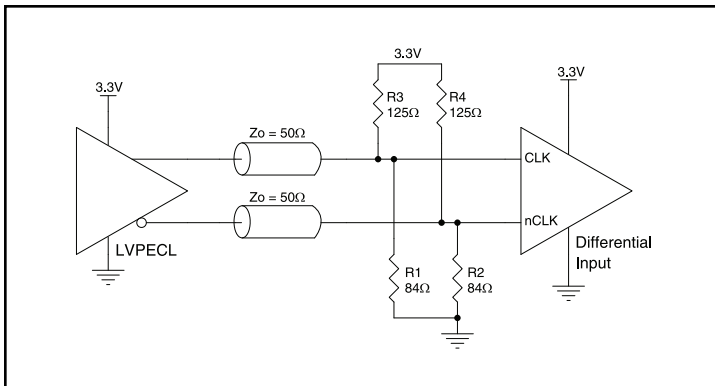 3.3V
3.3V
3.3V
R3
125Ω
R4
125Ω
Zo = 50Ω
CLK
Zo = 50Ω
nCLK
LVPECL
Differential
Input
R1
84Ω
R2
84Ω